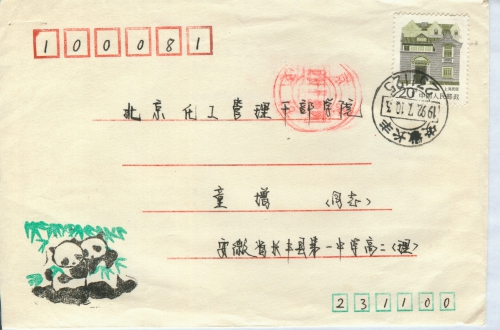 100081
北京化工管理干部学院
童增 (同志)
安徽省长丰县第一中学高二(理)
231100